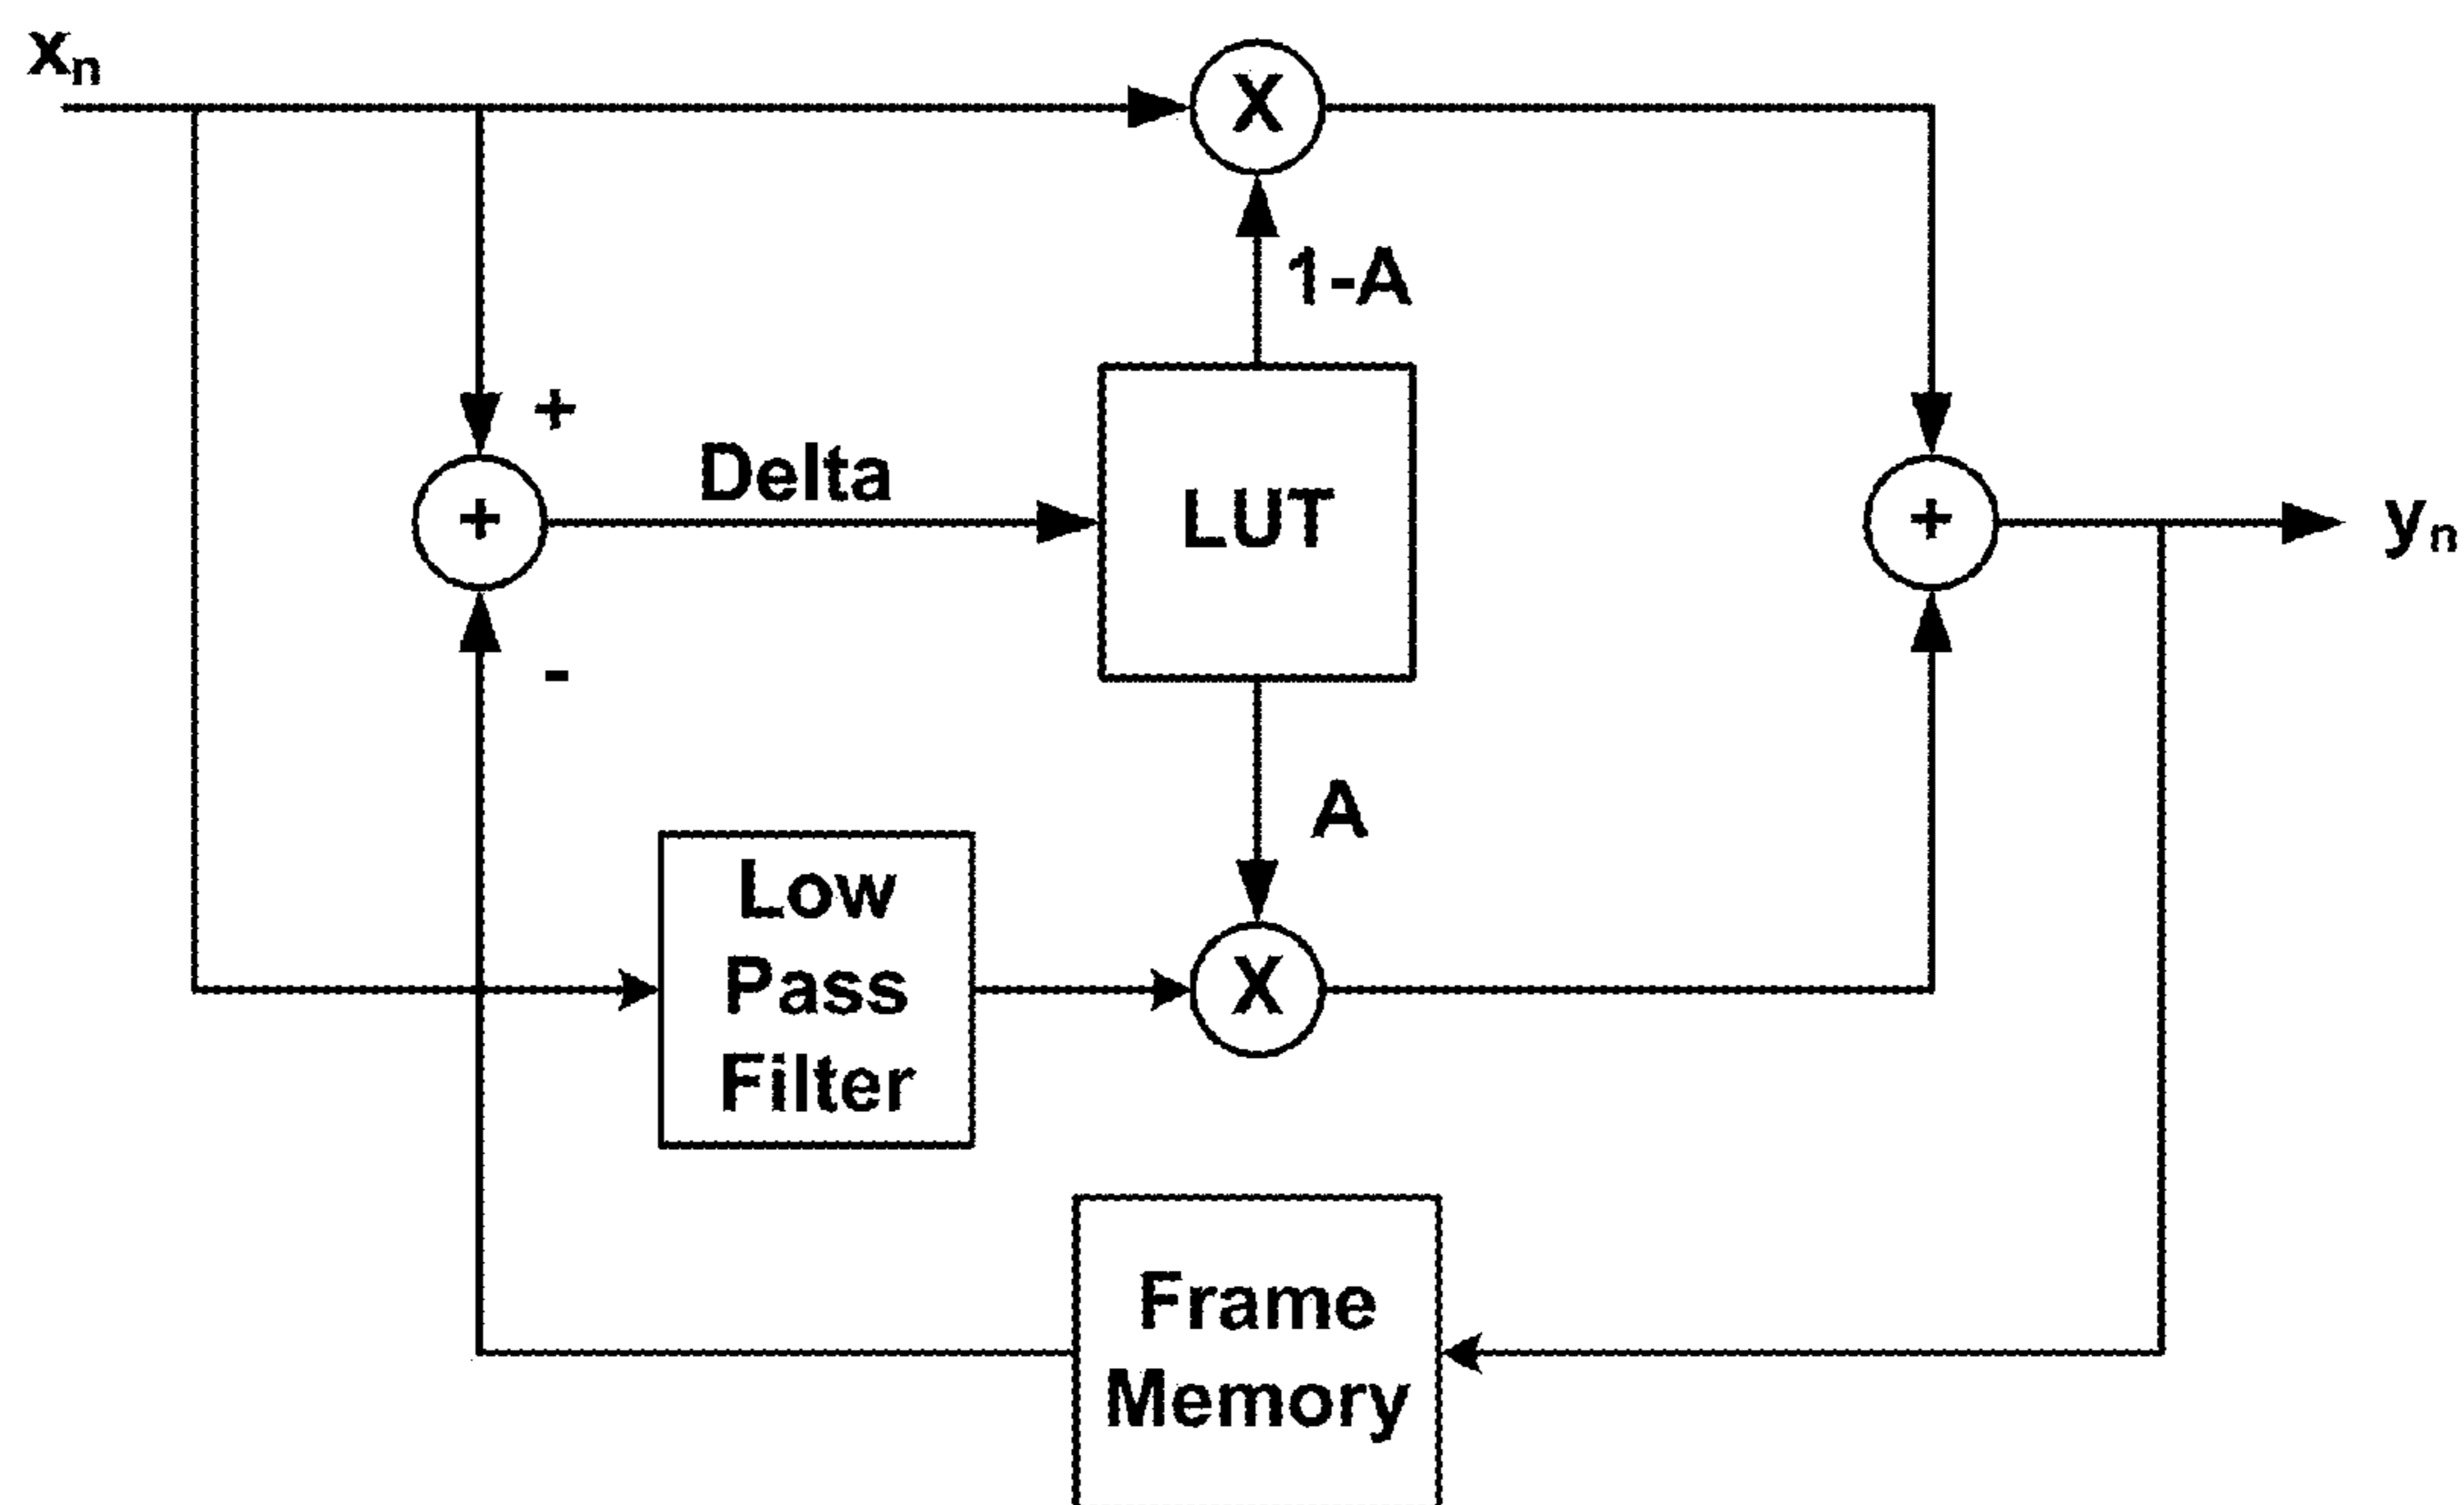 xn
X
1-A
+
Delta
+
LUT
+
yn
-
A
Low
Pass
Filter
X
Frame
Memory